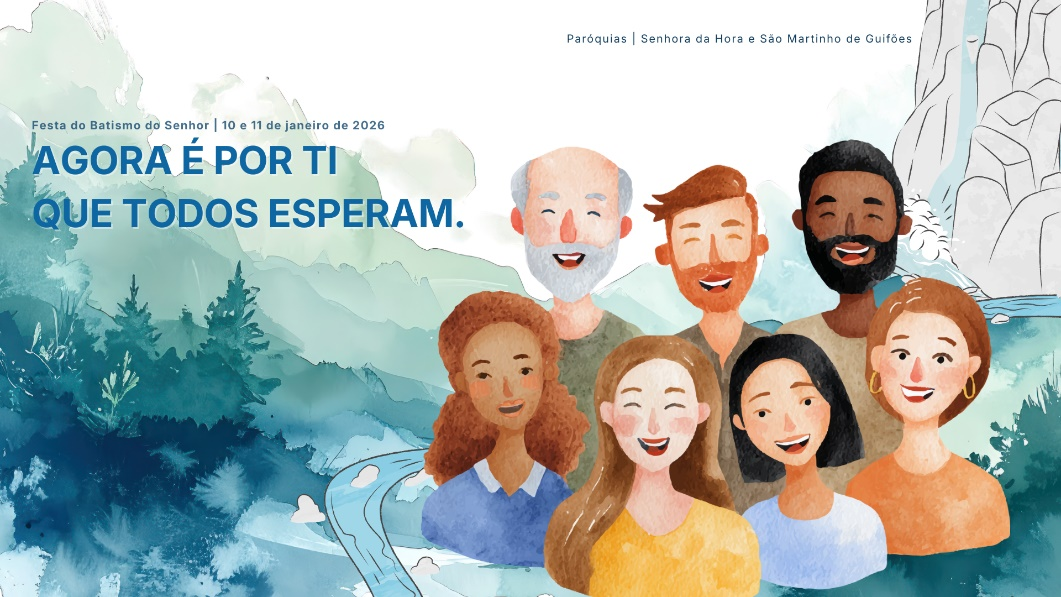 Paróquias | Senhora da Hora e São Martinho de Guifões
Festa do Batismo do Senhor | 10 e 11 de janeiro de 2026
AGORA É POR TI
QUE TODOS ESPERAM.